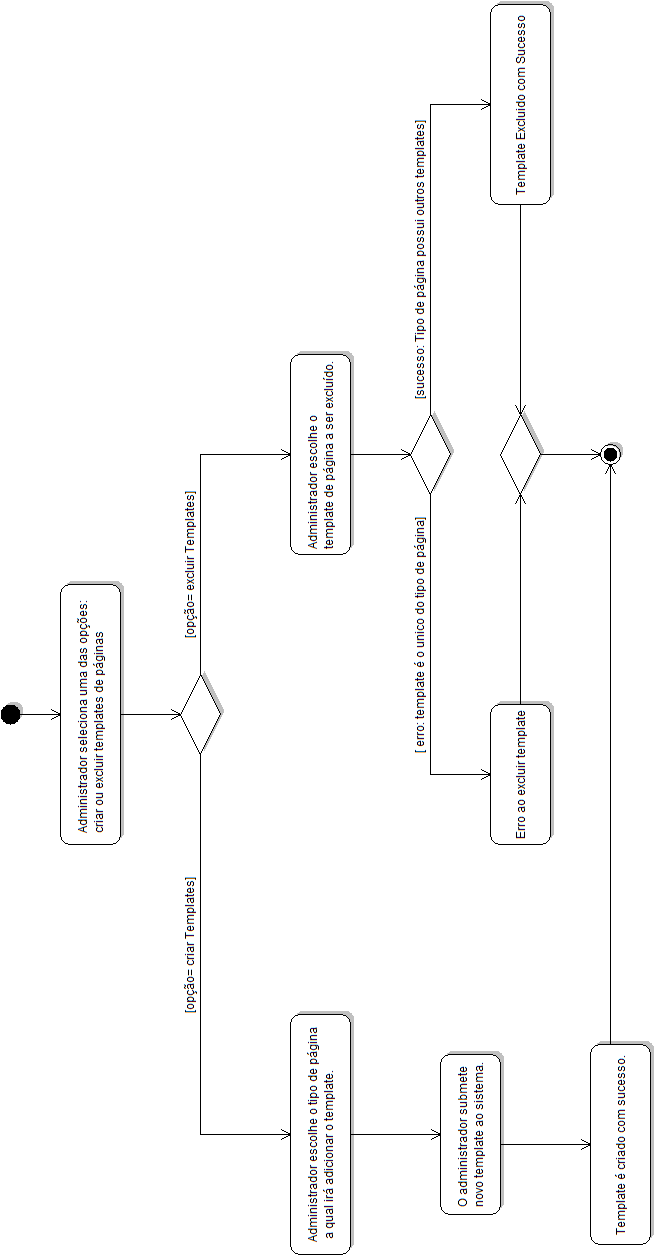 Administrador seleciona uma das opções:
criar ou excluir templates de páginas
[opção= criar Templates]
[opção= excluir Templates]
Administrador escolhe o tipo de página
a qual irá adicionar o template.
Administrador escolhe o
template de página a ser excluído.
O administrador submete
novo template ao sistema.
[ erro: template é o unico do tipo de página]
[sucesso: Tipo de página possui outros templates]
Erro ao excluir template
Template Excluído com Sucesso
Template é criado com sucesso.